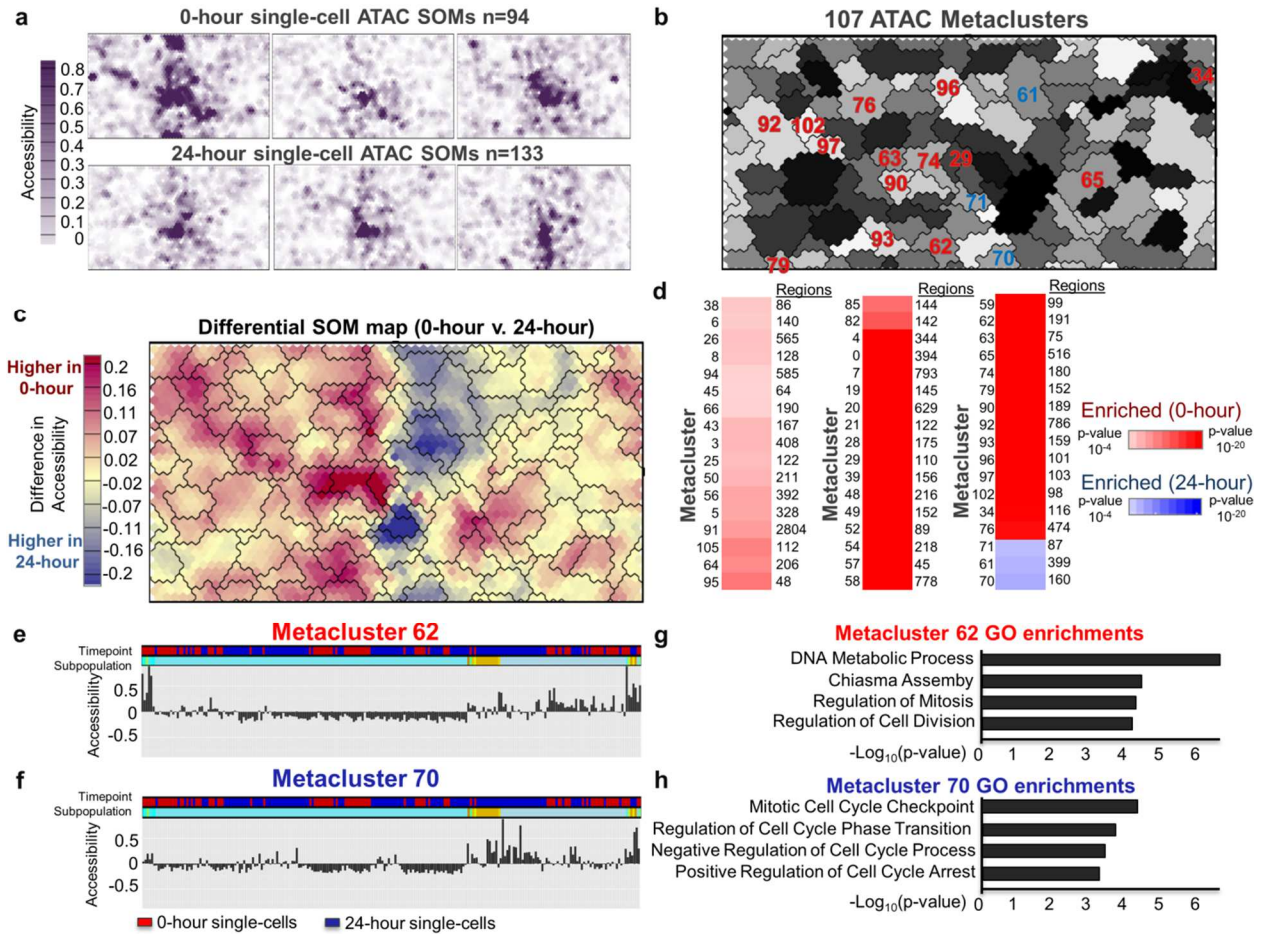 a
0-hour single-cell ATAC SOMs n=94
Accessibility
0.8
0.7
0.6
0.5
0.4
0.3
0.2
0.1
0
24-hour single-cell ATAC SOMs n=133
b
107 ATAC Metaclusters
34
96
61
76
92
102
97
63
74
29
90
65
71
93
62
70
79
c
Differential SOM map (0-hour v. 24-hour)
Higher in
0-hour
Difference in
Accessibility
Higher in
24-hour
0.2
0.16
0.11
0.07
0.02
-0.02
-0.07
-0.11
-0.16
-0.2
d
Regions
Metacluster
38 86
6 140
26 565
8 128
94 585
45 64
66 190
43 167
3 408
25 122
50 211
56 392
5 328
91 2804
105 112
64 206
95 48
Regions
Metacluster
85 144
82 142
4 344
0 394
7 793
19 145
20 629
21 122
28 175
29 110
39 156
48 216
49 152
52 89
54 218
57 45
58 778
Regions
Metacluster
59 99
62 191
63 75
65 516
74 180
79 152
90 189
92 786
93 159
96 101
97 103
102 98
34 116
76 474
71 87
61 399
70 160
Enriched (0-hour)
p-value p-value
10-4 10-20
Enriched (24-hour)
p-value p-value
10-4 10-20
e
Metacluster 62
Timepoint
Subpopulation
Accessibility
0.5
0
-0.5
f
Metacluster 70
Timepoint
Subpopulation
Accessibility
0.5
0
-0.5
0-hour single-cells 24-hour single-cells
g
Metacluster 62 GO enrichments
DNA Metabolic Process
Chiasma Assemby
Regulation of Mitosis
Regulation of Cell Division
-Log10(p-value) 0 1 2 3 4 5 6
h
Metacluster 70 GO enrichments
Mitotic Cell Cycle Checkpoint
Regulation of Cell Cycle Phase Transition
Negative Regulation of Cell Cycle Process
Positive Regulation of Cell Cycle Arrest
-Log10(p-value) 0 1 2 3 4 5 6